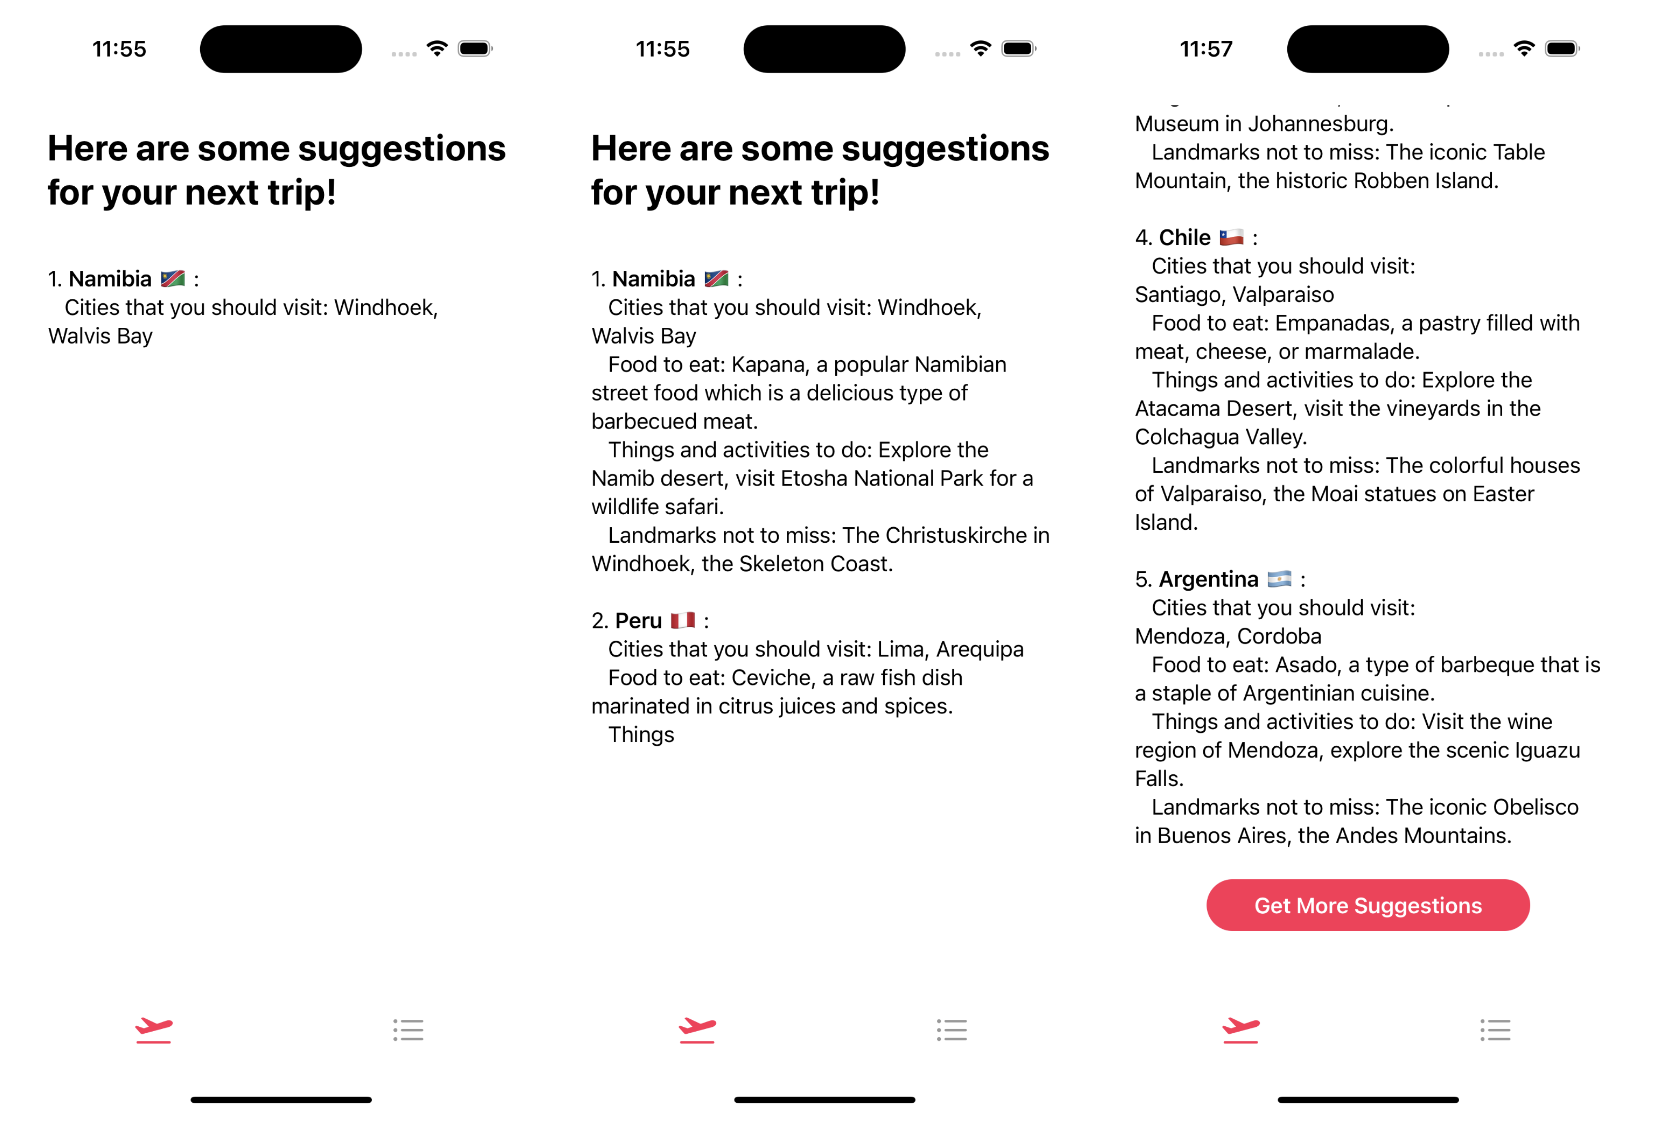 11:55
Here are some suggestions
for your next trip!
1. Namibia 🇳🇦 :
Cities that you should visit: Windhoek,
Walvis Bay
11:55
Here are some suggestions
for your next trip!
1. Namibia 🇳🇦 :
Cities that you should visit: Windhoek,
Walvis Bay
Food to eat: Kapana, a popular Namibian
street food which is a delicious type of
barbecued meat.
Things and activities to do: Explore the
Namib desert, visit Etosha National Park for a
wildlife safari.
Landmarks not to miss: The Christuskirche in
Windhoek, the Skeleton Coast.
2. Peru 🇵🇪 :
Cities that you should visit: Lima, Arequipa
Food to eat: Ceviche, a raw fish dish
marinated in citrus juices and spices.
Things
11:57
Museum in Johannesburg.
Landmarks not to miss: The iconic Table
Mountain, the historic Robben Island.
4. Chile 🇨🇱 :
Cities that you should visit:
Santiago, Valparaiso
Food to eat: Empanadas, a pastry filled with
meat, cheese, or marmalade.
Things and activities to do: Explore the
Atacama Desert, visit the vineyards in the
Colchagua Valley.
Landmarks not to miss: The colorful houses
of Valparaiso, the Moai statues on Easter
Island.
5. Argentina 🇦🇷 :
Cities that you should visit:
Mendoza, Cordoba
Food to eat: Asado, a type of barbeque that is
a staple of Argentinian cuisine.
Things and activities to do: Visit the wine
region of Mendoza, explore the scenic Iguazu
Falls.
Landmarks not to miss: The iconic Obelisco
in Buenos Aires, the Andes Mountains.
Get More Suggestions